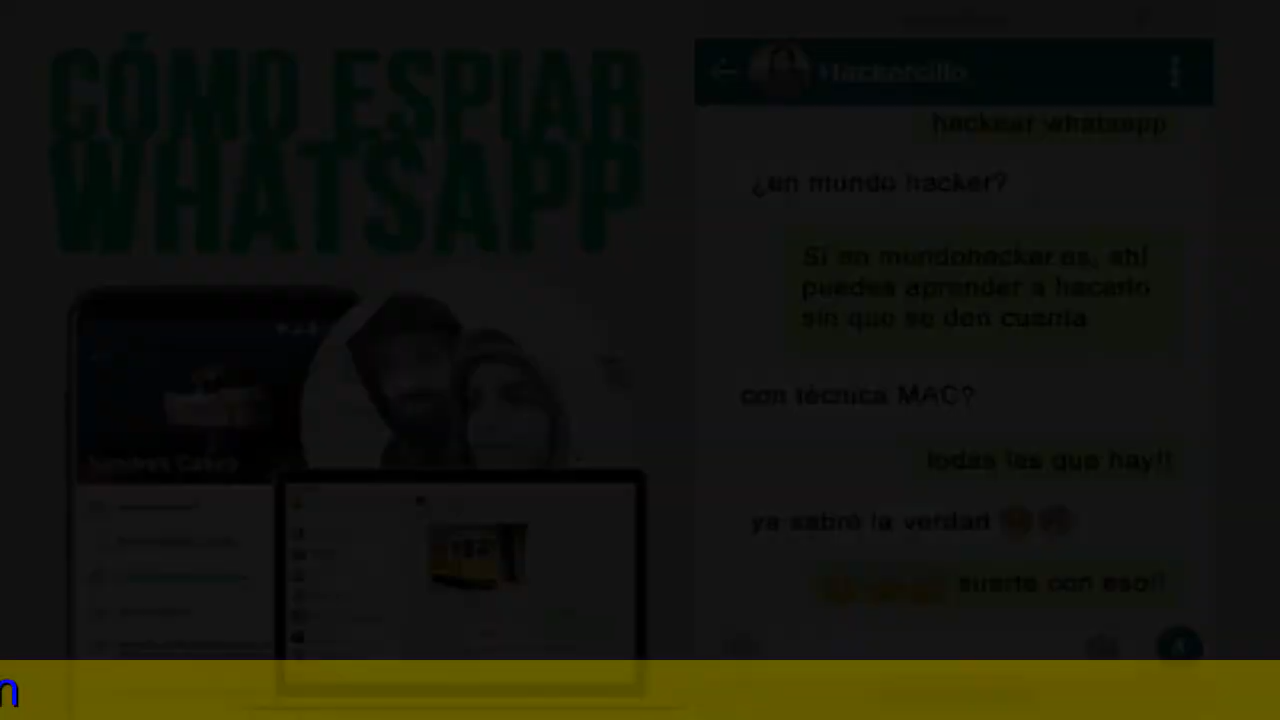 CÓMO ESPIAR
WHATSAPP
Hackercillo
hackear whatsapp
¿un mundo hacker?
Si en mundohacker.es, ahí
puedes aprender a hacerlo
sin que se den cuenta
con técnica MAC?
todas las que hay!!
ya sabré la verdad
suerte con eso!!
n